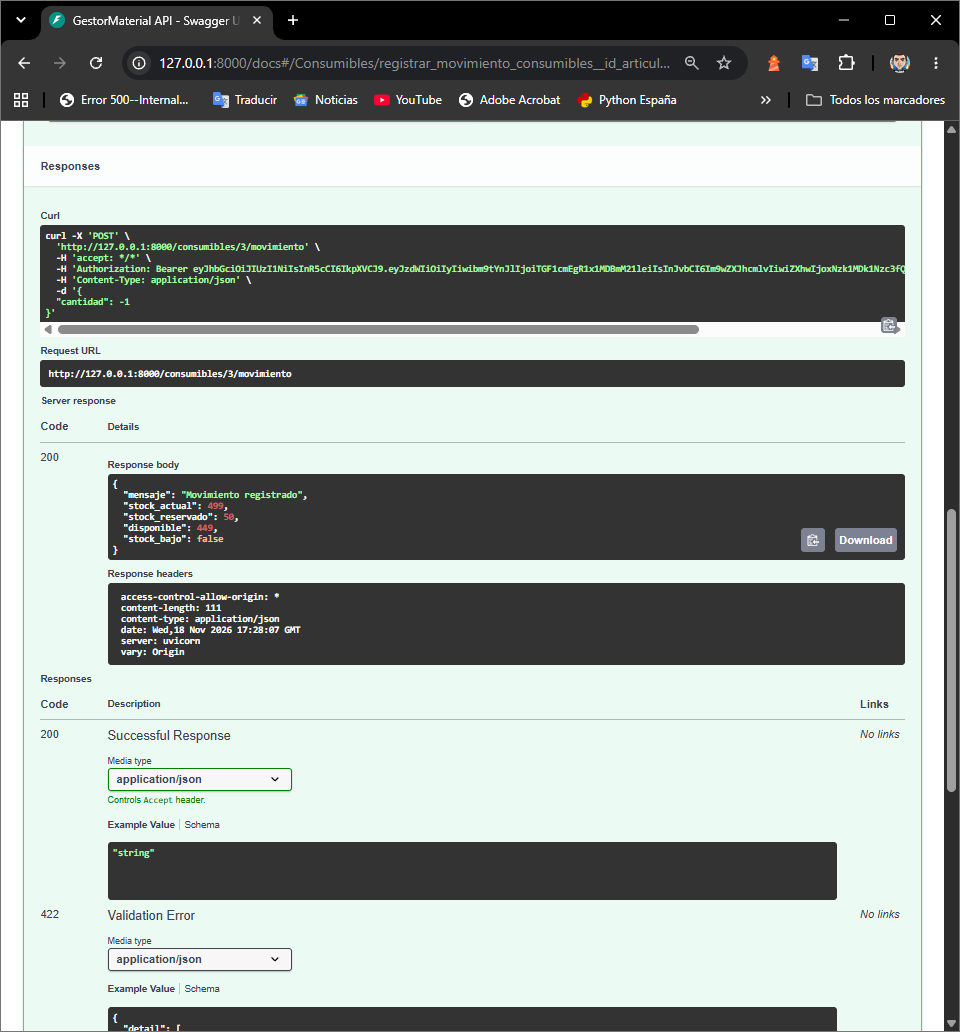 GestorMaterial API - Swagger U
127.0.0.1:8000/docs#/Consumibles/registrar_movimiento_consumibles__id_articul...
Error 500--Internal...
Traducir
Noticias
YouTube
Adobe Acrobat
Python España
»
Todos los marcadores
Responses
Curl
curl -X 'POST' \
'http://127.0.0.1:8000/consumibles/3/movimiento' \
-H 'accept: */*' \
-H 'Authorization: Bearer
-H 'Content-Type: application/json' \
-d '{
"cantidad": -1
}'
Request URL
http://127.0.0.1:8000/consumibles/3/movimiento
Server response
Code Details
200
Response body
{
"mensaje": "Movimiento registrado",
"stock_actual": 499,
"stock_reservado": 50,
"disponible": 449,
"stock_bajo": false
}
Download
Response headers
access-control-allow-origin: *
content-length: 111
content-type: application/json
date: Wed,18 Nov 2026 17:28:07 GMT
server: uvicorn
vary: Origin
Responses
Code Description Links
200 Successful Response No links
Media type
application/json
Controls Accept header.
Example Value Schema
"string"
422 Validation Error No links
Media type
application/json
Example Value Schema
{
"detail": [